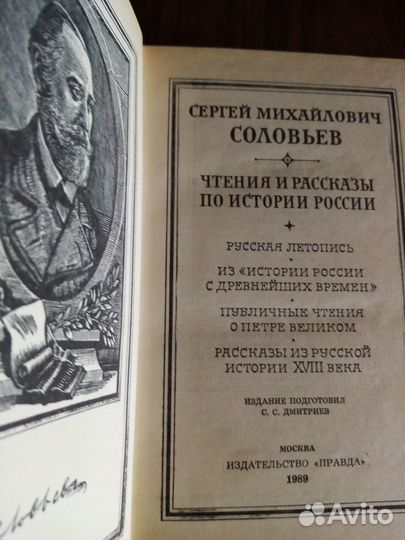 СЕРГЕЙ МИХАЙЛОВИЧ
СОЛОВЬЕВ
ЧТЕНИЯ И РАССКАЗЫ
ПО ИСТОРИИ РОССИИ
РУССКАЯ ЛЕТОПИСЬ
ИЗ «ИСТОРИИ РОССИИ
С ДРЕВНЕЙШИХ ВРЕМЕН»
ПУБЛИЧНЫЕ ЧТЕНИЯ
О ПЕТРЕ ВЕЛИКОМ
РАССКАЗЫ ИЗ РУССКОЙ
ИСТОРИИ XVIII ВЕКА
ИЗДАНИЕ ПОДГОТОВИЛ
С. С. ДМИТРИЕВ
МОСКВА
ИЗДАТЕЛЬСТВО «ПРАВДА»
1989
Avito